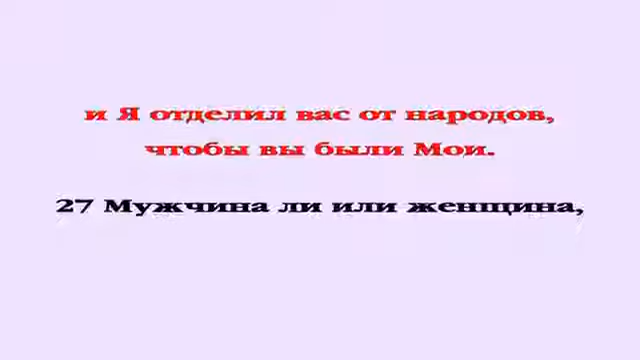 и Я отделил вас от народов,
чтобы вы были Мои.
27 Мужчина ли или женщина,